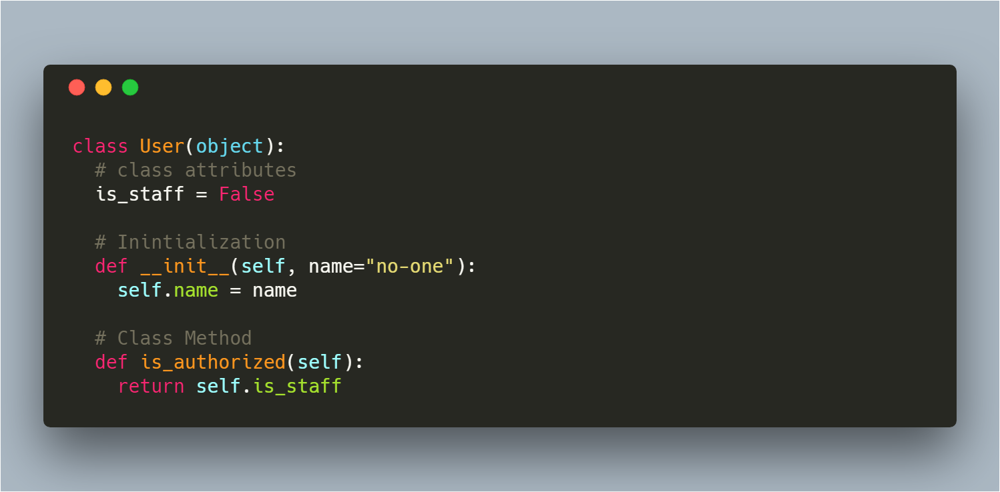 class User(object):
  # class attributes
  is_staff = False

  # Inintialization
  def __init__(self, name="no-one"):
    self.name = name

  # Class Method
  def is_authorized(self):
    return self.is_staff